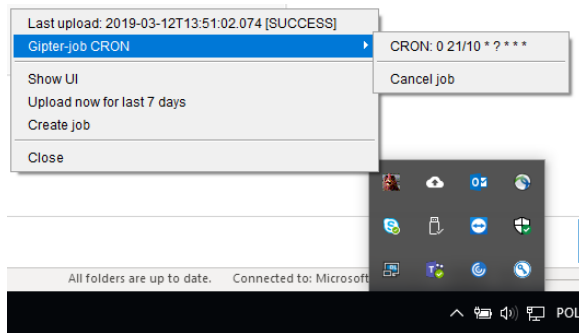 Last upload: 2019-03-12T13:51:02.074 [SUCCESS]
Gipter-job CRON
CRON: 0 21/10 * ? * * *
Show UI
Cancel job
Upload now for last 7 days
Create job
Close
All folders are up to date.
Connected to: Microsoft
POL